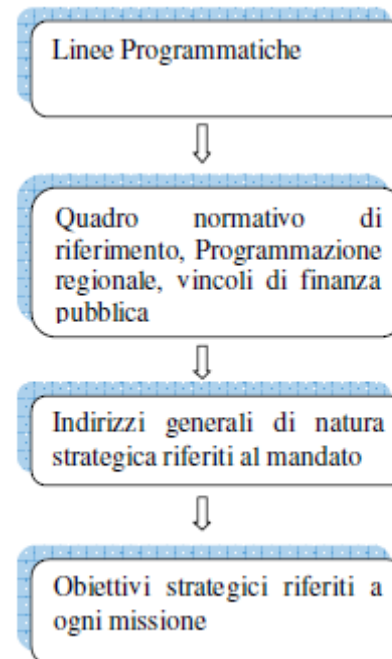 Linee Programmatiche
Quadro normativo di
riferimento, Programmazione
regionale, vincoli di finanza
pubblica
Indirizzi generali di natura
strategica riferiti al mandato
Obiettivi strategici riferiti a
ogni missione